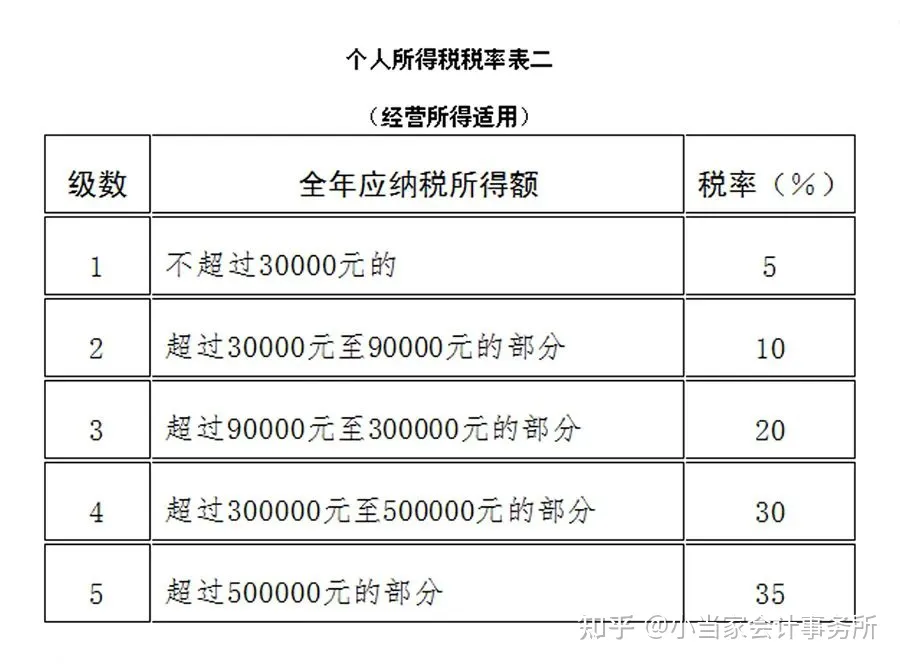 个人所得税税率表二
（经营所得适用）
级数 全年应纳税所得额 税率（%）
1 不超过30000元的 5
2 超过30000元至90000元的部分 10
3 超过90000元至300000元的部分 20
4 超过300000元至500000元的部分 30
5 超过500000元的部分 35
知乎 @小当家会计事务所